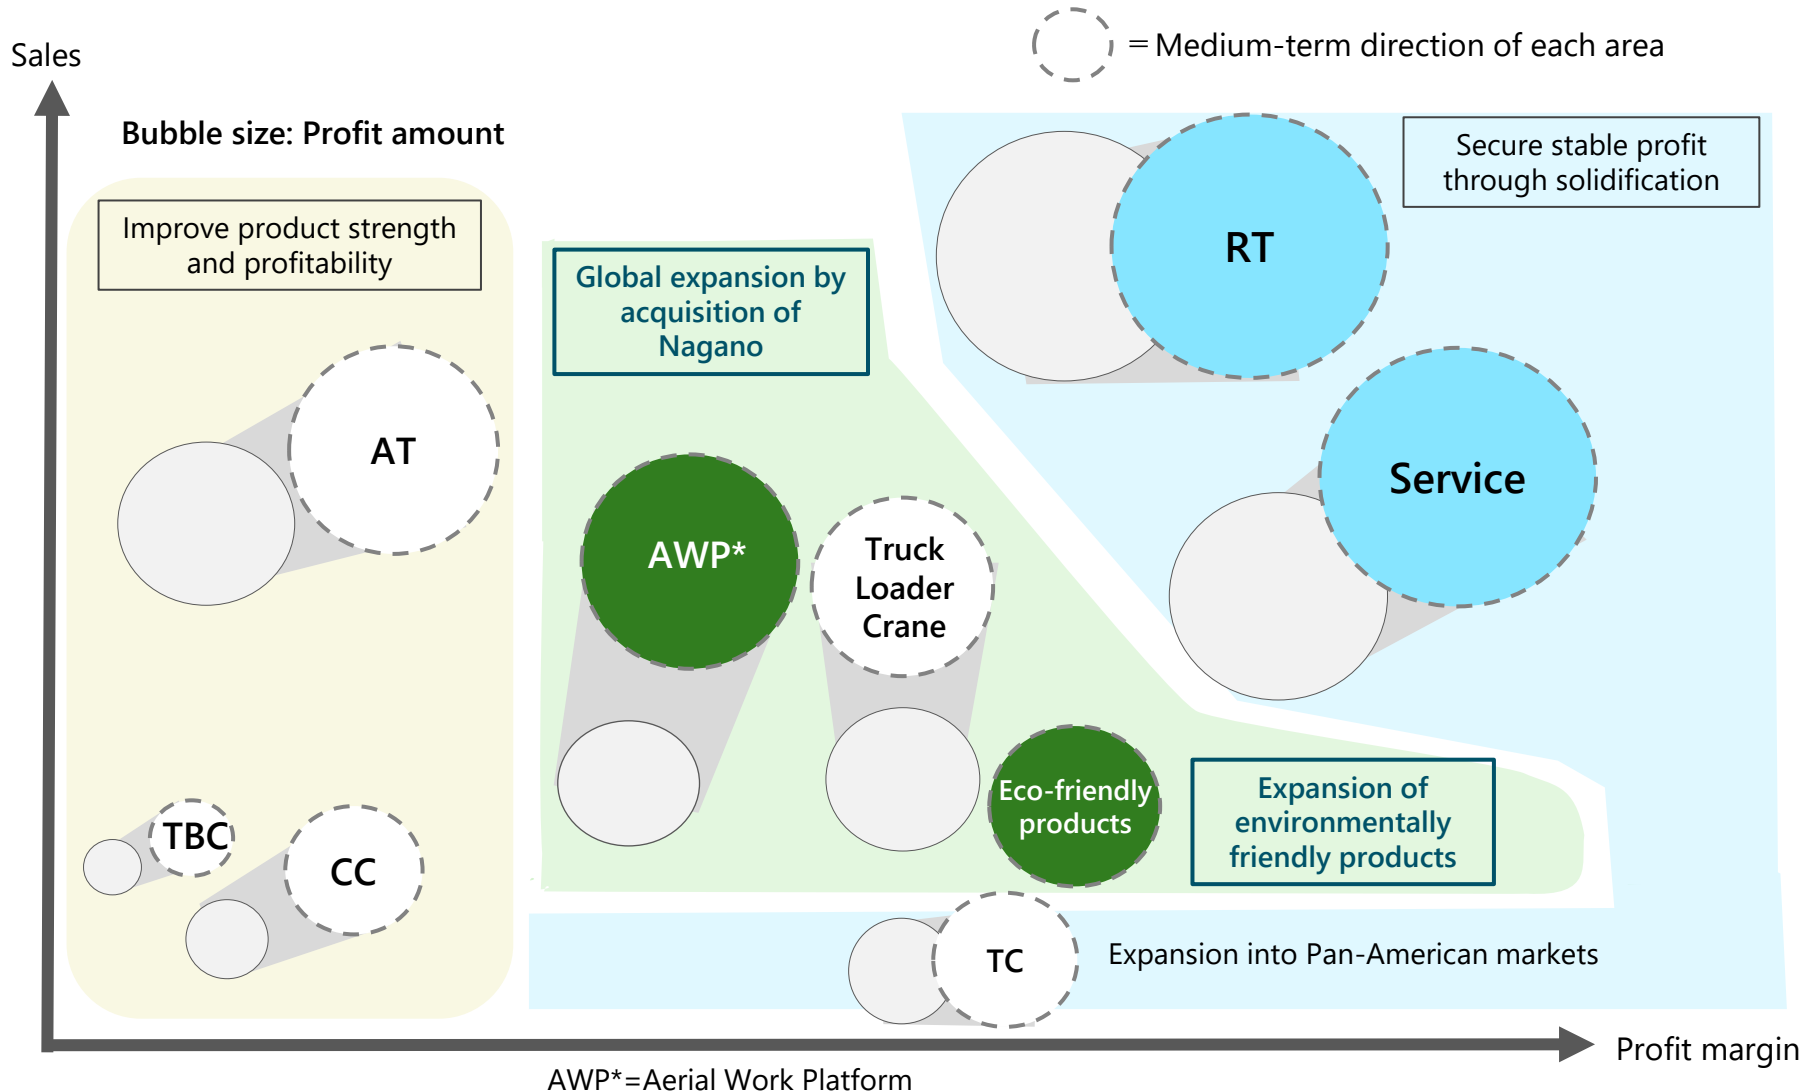 Sales
= Medium-term direction of each area
Bubble size: Profit amount
Secure stable profit
through solidification
Improve product strength
and profitability
Global expansion by
acquisition of
Nagano
RT
AT
Service
AWP*
Truck
Loader
Crane
Eco-friendly
products
Expansion of
environmentally
friendly products
TBC
CC
TC
Expansion into Pan-American markets
Profit margin
AWP*=Aerial Work Platform